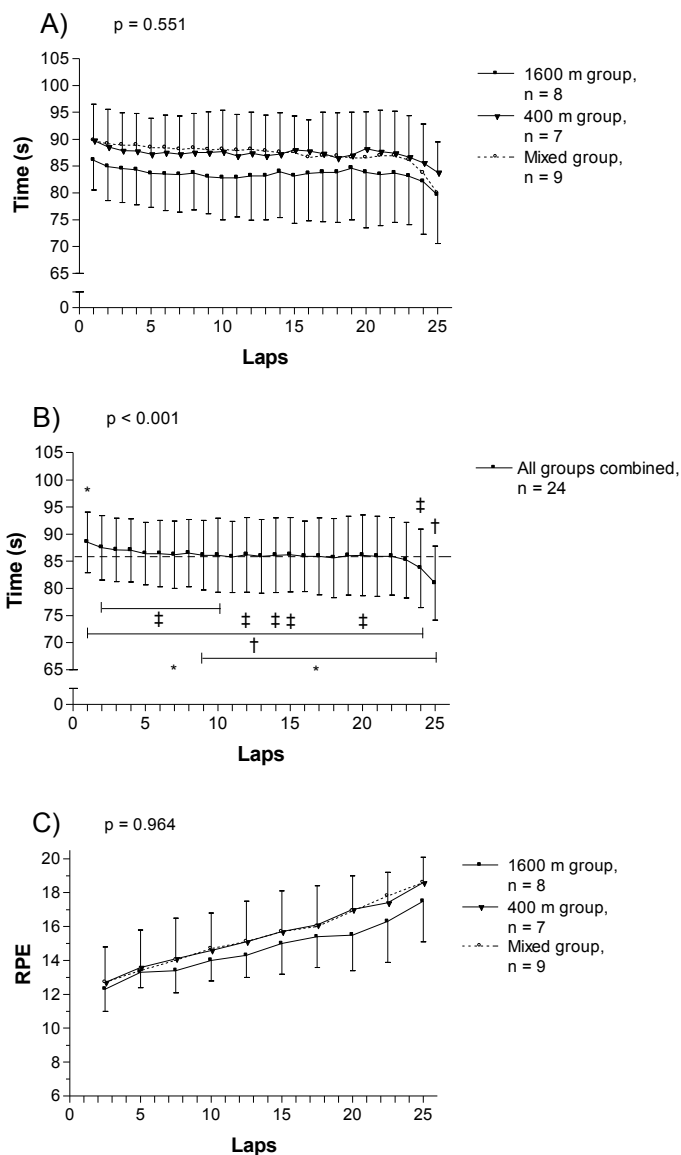 A)
p = 0.551
105
100
95
90
85
80
75
70
65
0
Time (s)
0 5 10 15 20 25
Laps
1600 m group,
n = 8
400 m group,
n = 7
Mixed group,
n = 9
B)
p < 0.001
105
100
95
90
85
80
75
70
65
0
Time (s)
*
‡
†
‡ ‡ ‡ ‡ ‡
†
* *
0 5 10 15 20 25
Laps
All groups combined,
n = 24
C)
p = 0.964
20
18
16
14
12
10
8
6
RPE
0 5 10 15 20 25
Laps
1600 m group,
n = 8
400 m group,
n = 7
Mixed group,
n = 9